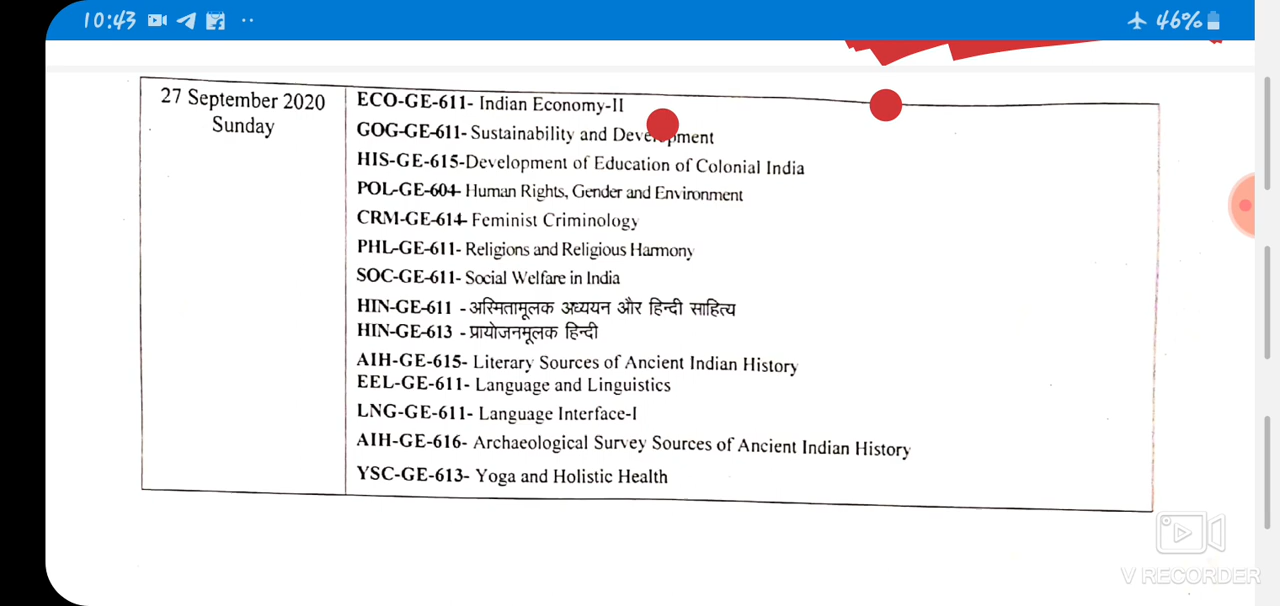 10:43
46%
27 September 2020
Sunday
ECO-GE-611- Indian Economy-II
GOG-GE-611- Sustainability and Development
HIS-GE-615-Development of Education of Colonial India
POL-GE-604- Human Rights, Gender and Environment
CRM-GE-614- Feminist Criminology
PHL-GE-611- Religions and Religious Harmony
SOC-GE-611- Social Welfare in India
HIN-GE-611 - अस्मितामूलक अध्ययन और हिन्दी साहित्य
HIN-GE-613 - प्रायोजनमूलक हिन्दी
AIH-GE-615- Literary Sources of Ancient Indian History
EEL-GE-611- Language and Linguistics
LNG-GE-611- Language Interface-I
AIH-GE-616- Archaeological Survey Sources of Ancient Indian History
YSC-GE-613- Yoga and Holistic Health
V RECORDER